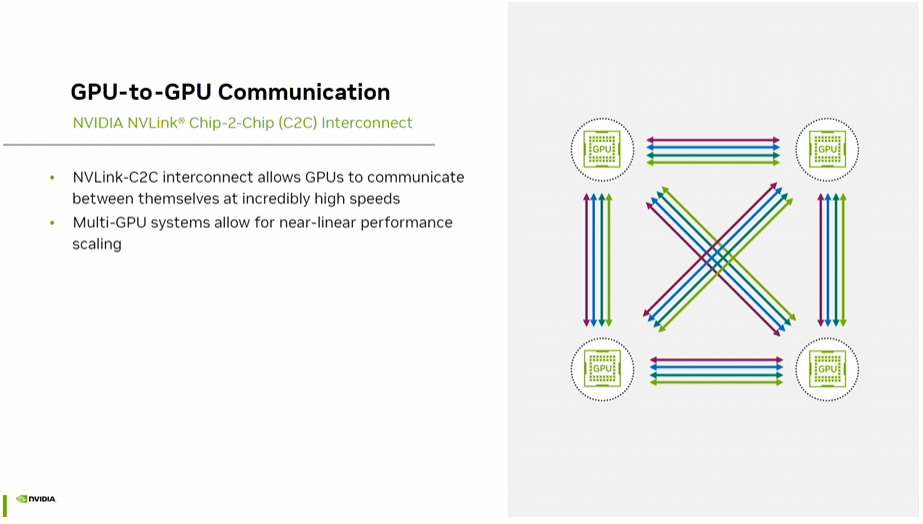 GPU-to-GPU Communication
NVIDIA NVLink® Chip-2-Chip (C2C) Interconnect
• NVLink-C2C interconnect allows GPUs to communicate
between themselves at incredibly high speeds
• Multi-GPU systems allow for near-linear performance
scaling
GPU
GPU
GPU
GPU
NVIDIA